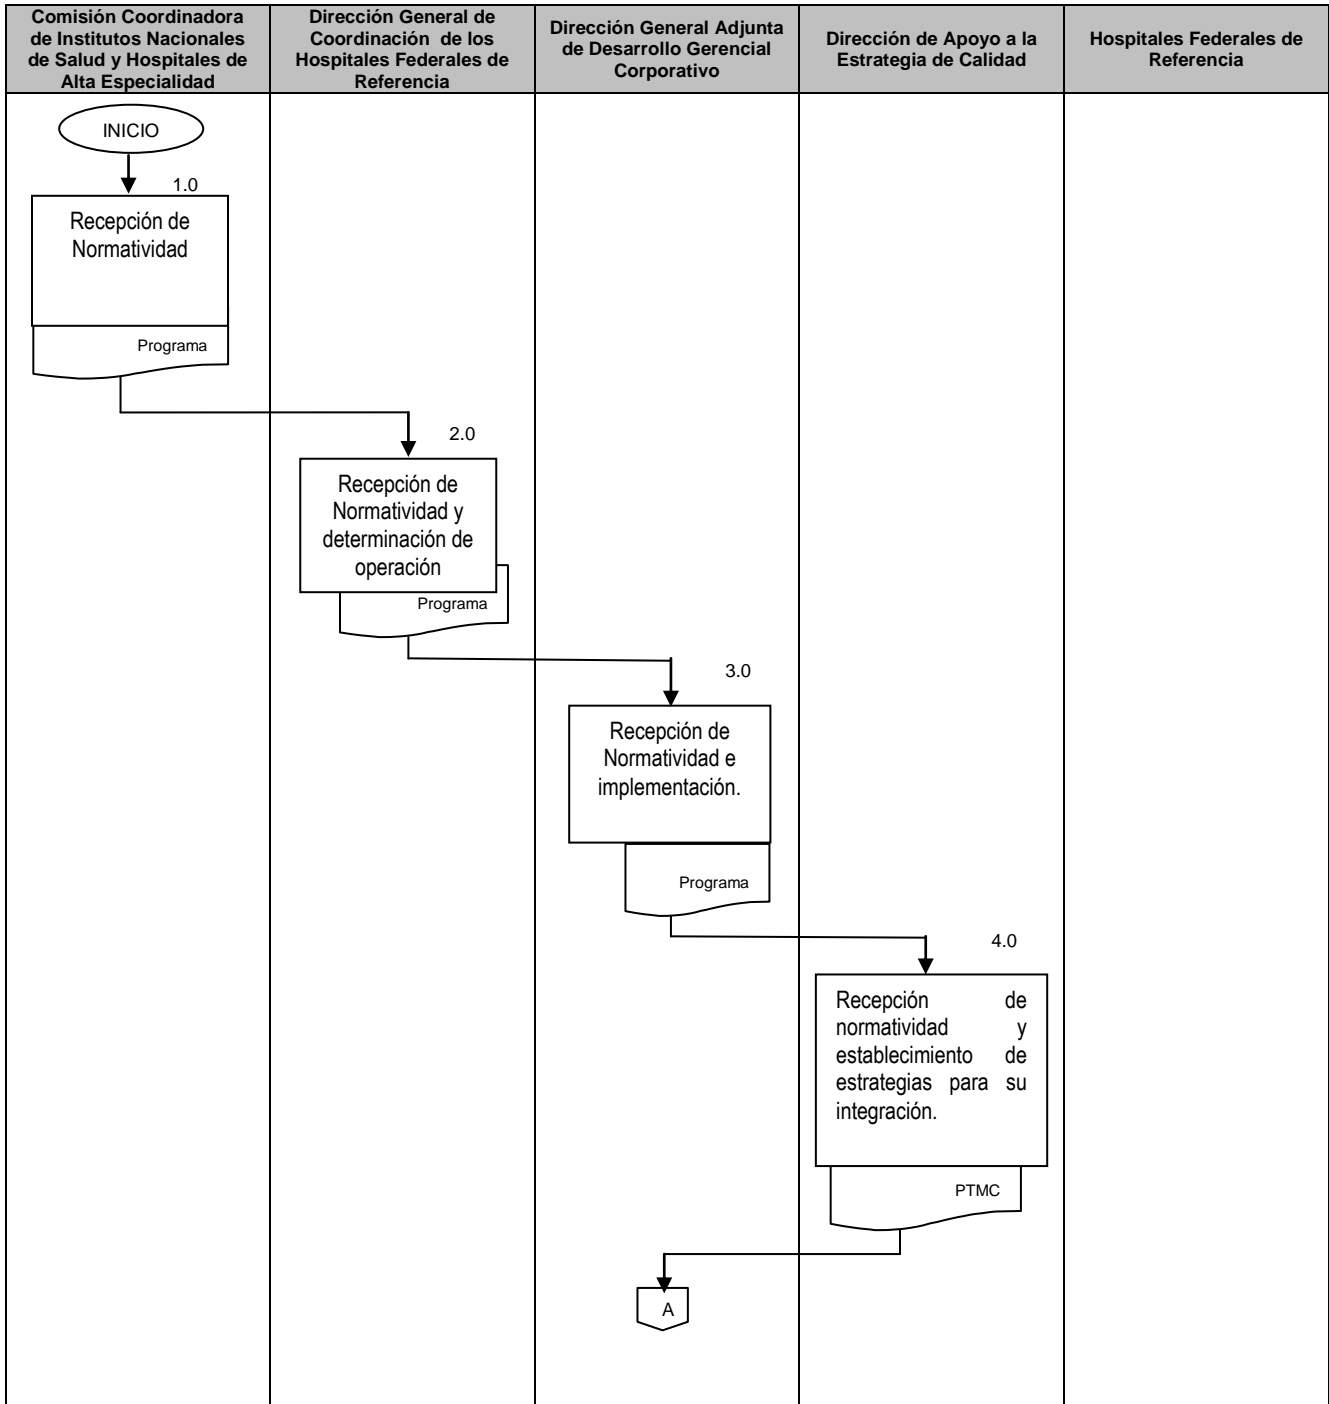 Comisión Coordinadora
de Institutos Nacionales
de Salud y Hospitales de
Alta Especialidad
Dirección General de
Coordinación de los
Hospitales Federales de
Referencia
Dirección General Adjunta
de Desarrollo Gerencial
Corporativo
Dirección de Apoyo a la
Estrategia de Calidad
Hospitales Federales de
Referencia
INICIO
1.0
Recepción de
Normatividad
Programa
2.0
Recepción de
Normatividad y
determinación de
operación
Programa
3.0
Recepción de
Normatividad e
implementación.
Programa
4.0
Recepción de
normatividad y
establecimiento de
estrategias para su
integración.
PTMC
A